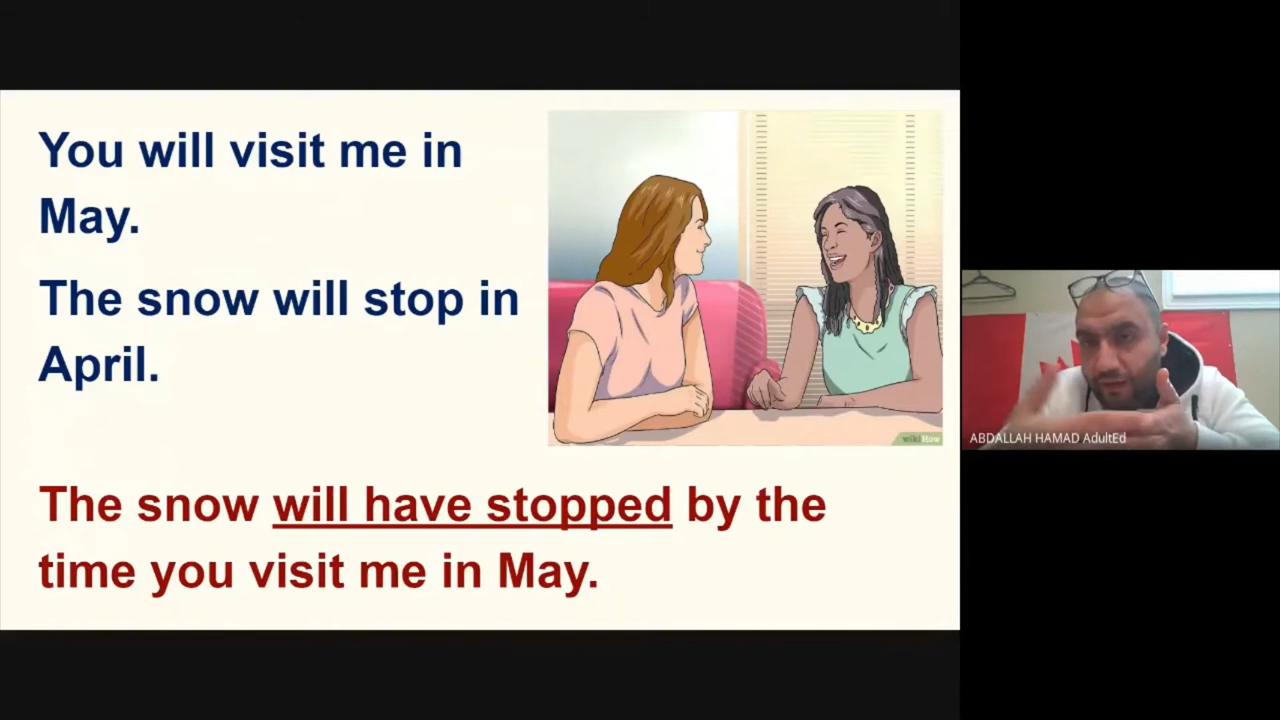 You will visit me in
May.
The snow will stop in
April.
wikiHow
The snow will have stopped by the
time you visit me in May.
ABDALLAH HAMAD AdultEd